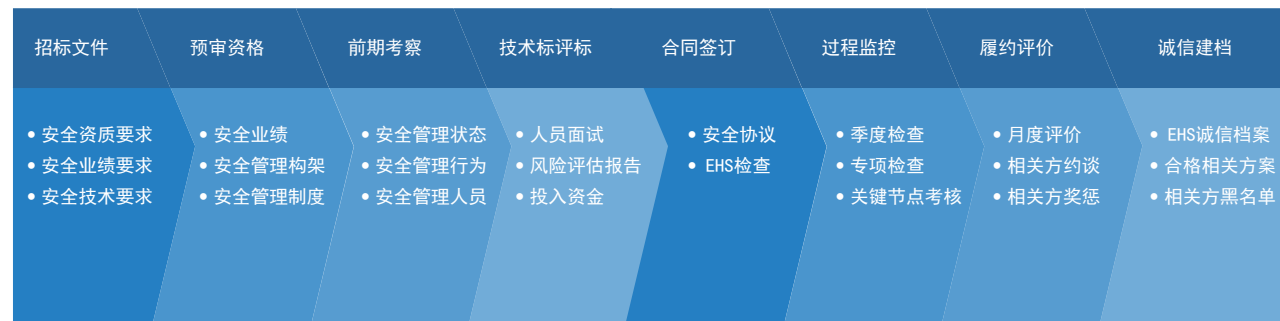 招标文件
预审资格
前期考察
技术标评标
合同签订
过程监控
履约评价
诚信建档
• 安全资质要求
• 安全业绩要求
• 安全技术要求
• 安全业绩
• 安全管理构架
• 安全管理制度
• 安全管理状态
• 安全管理行为
• 安全管理人员
• 人员面试
• 风险评估报告
• 投入资金
• 安全协议
• EHS检查
• 季度检查
• 专项检查
• 关键节点考核
• 月度评价
• 相关方约谈
• 相关方奖惩
• EHS诚信档案
• 合格相关方案
• 相关方黑名单